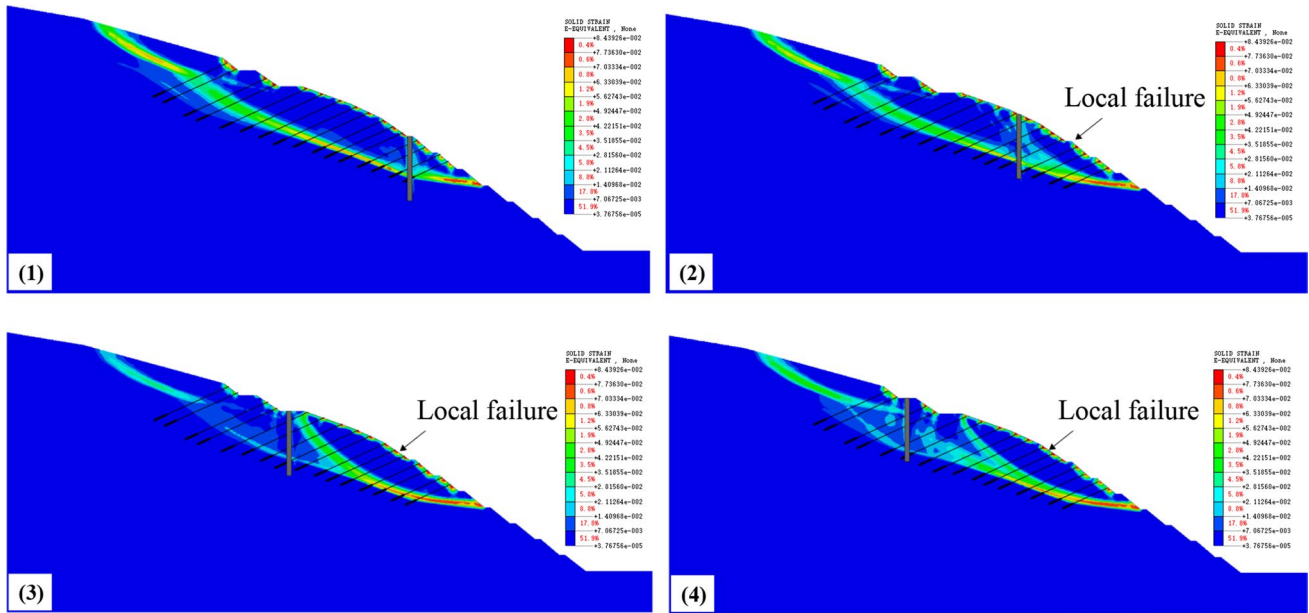 SOLID STRAIN
E-EQUIVALENT , None
+8.43926e-002
0.4%
+7.73630e-002
0.6%
+7.03334e-002
0.8%
+6.33039e-002
1.2%
+5.62743e-002
1.9%
+4.92447e-002
2.8%
+4.22151e-002
3.5%
+3.51855e-002
4.5%
+2.81560e-002
5.8%
+2.11264e-002
8.8%
+1.40968e-002
17.8%
+7.06725e-003
51.9%
+3.76756e-005
(1)
SOLID STRAIN
E-EQUIVALENT , None
+8.43926e-002
0.4%
+7.73630e-002
0.6%
+7.03334e-002
0.8%
+6.33039e-002
1.2%
+5.62743e-002
1.9%
+4.92447e-002
2.8%
+4.22151e-002
3.5%
+3.51855e-002
4.5%
+2.81560e-002
5.8%
+2.11264e-002
8.8%
+1.40968e-002
17.8%
+7.06725e-003
51.9%
+3.76756e-005
Local failure
(2)
SOLID STRAIN
E-EQUIVALENT , None
+8.43926e-002
0.4%
+7.73630e-002
0.6%
+7.03334e-002
0.8%
+6.33039e-002
1.2%
+5.62743e-002
1.9%
+4.92447e-002
2.8%
+4.22151e-002
3.5%
+3.51855e-002
4.5%
+2.81560e-002
5.8%
+2.11264e-002
8.8%
+1.40968e-002
17.8%
+7.06725e-003
51.9%
+3.76756e-005
Local failure
(3)
SOLID STRAIN
E-EQUIVALENT , None
+8.43926e-002
0.4%
+7.73630e-002
0.6%
+7.03334e-002
0.8%
+6.33039e-002
1.2%
+5.62743e-002
1.9%
+4.92447e-002
2.8%
+4.22151e-002
3.5%
+3.51855e-002
4.5%
+2.81560e-002
5.8%
+2.11264e-002
8.8%
+1.40968e-002
17.8%
+7.06725e-003
51.9%
+3.76756e-005
Local failure
(4)